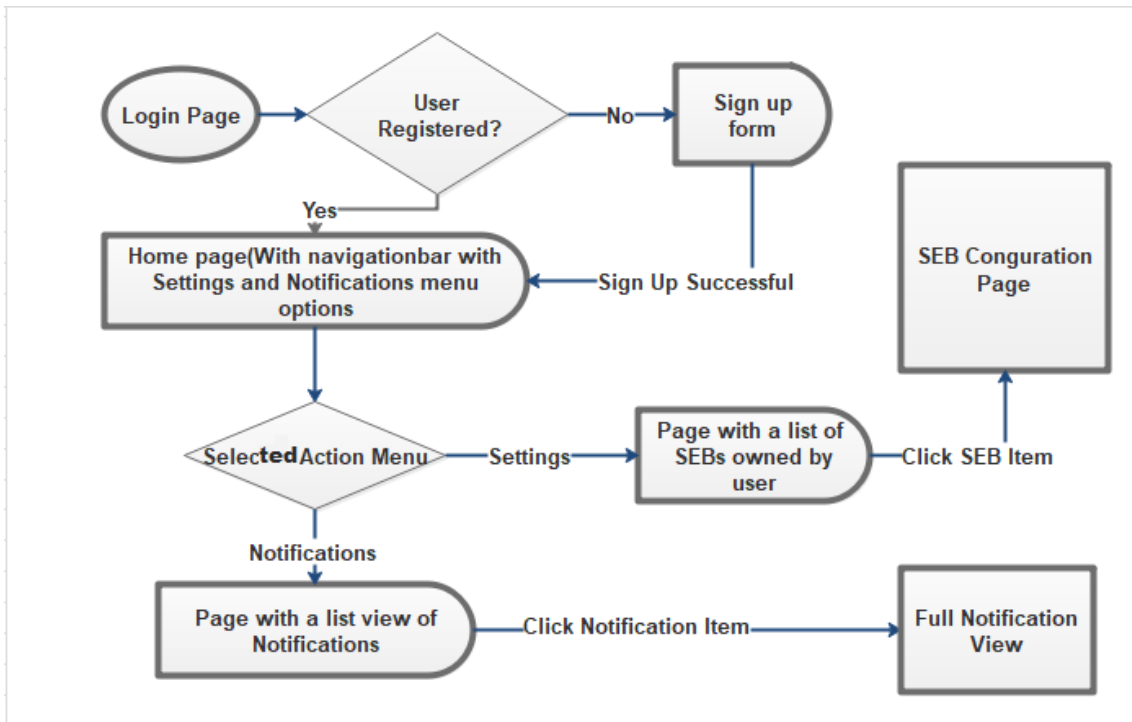 Login Page
User
Registered?
No
Sign up
form
Yes
Home page(With navigationbar with
Settings and Notifications menu
options
Sign Up Successful
SEB Conguration
Page
Selected Action Menu
Settings
Page with a list of
SEBs owned by
user
Click SEB Item
Notifications
Page with a list view of
Notifications
Click Notification Item
Full Notification
View